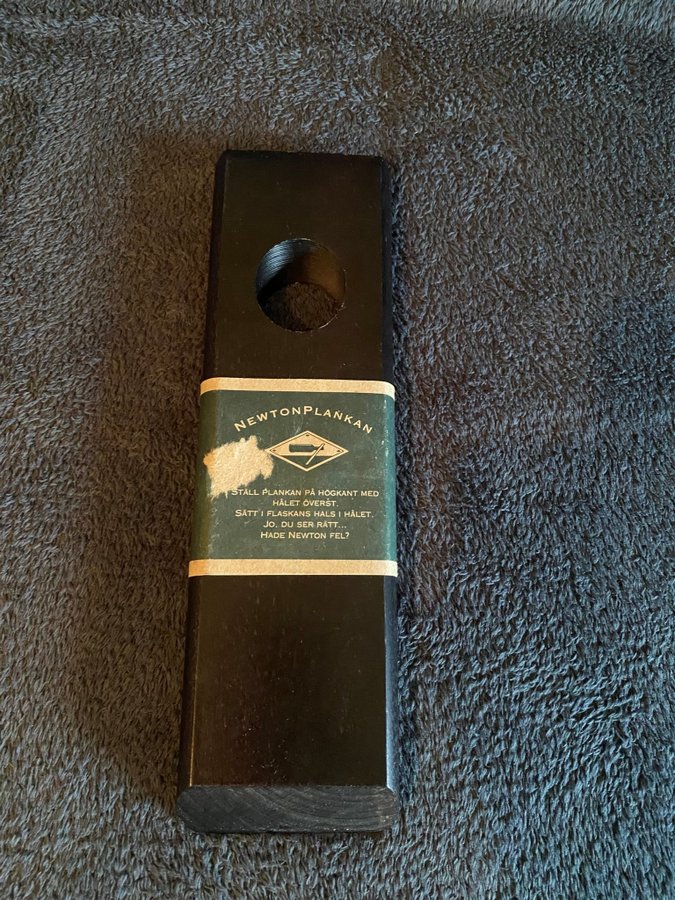 NEWTONPLANKAN
STÄLL PLANKAN PÅ HÖGKANT MED
HÅLET ÖVERST.
SÄTT I FLASKANS HALS I HÅLET.
JO, DU SER RÄTT...
HADE NEWTON FEL?